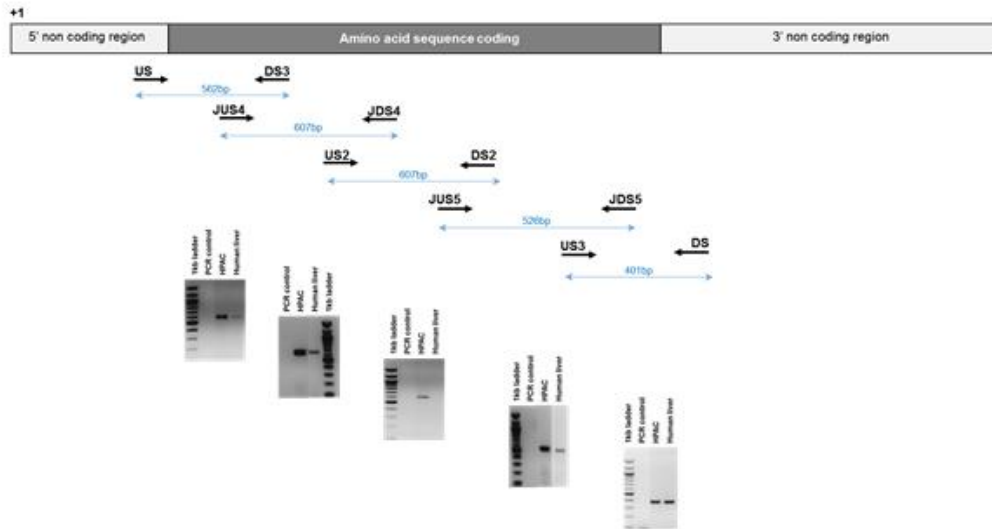 +1
5' non coding region Amino acid sequence coding 3' non coding region
US DS3
562bp
JUS4 JDS4
607bp
US2 DS2
607bp
JUS5 JDS5
526bp
US3 DS
401bp
1kb ladder
PCR control
HPAC
Human liver
PCR control
HPAC
Human liver
1kb ladder
1kb ladder
PCR control
HPAC
Human liver
1kb ladder
PCR control
HPAC
Human liver
1kb ladder
PCR control
HPAC
Human liver